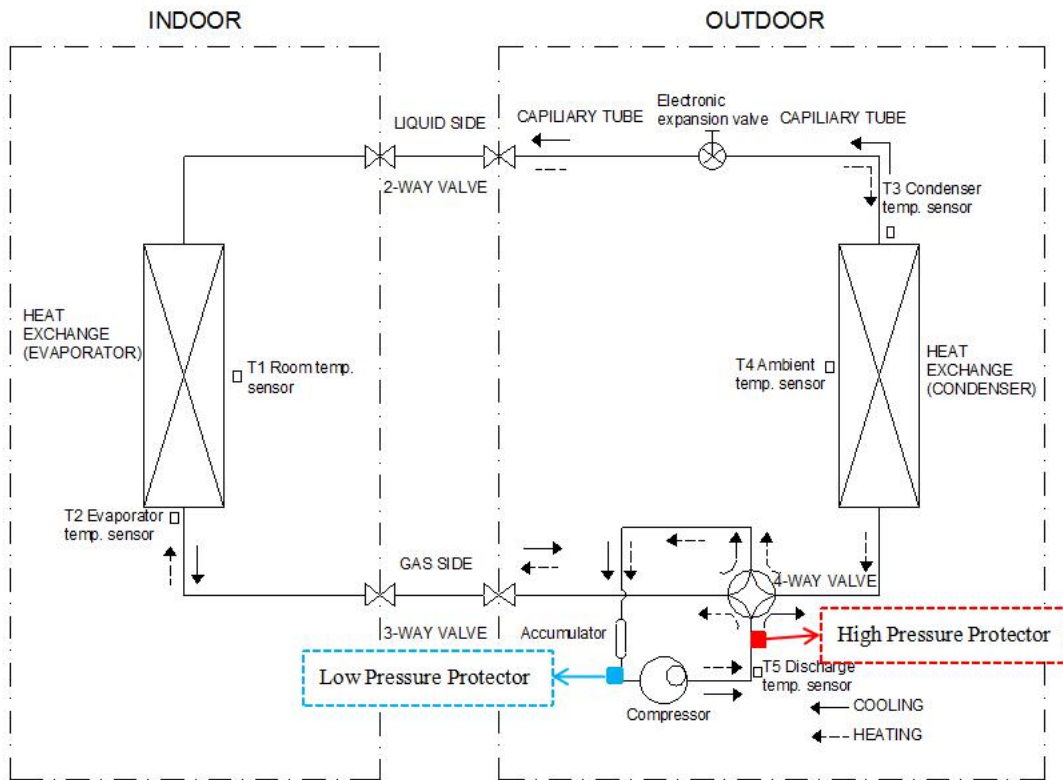 INDOOR
OUTDOOR
LIQUID SIDE
2-WAY VALVE
CAPILIARY TUBE
Electronic
expansion valve
CAPILIARY TUBE
T3 Condenser
temp. sensor
HEAT
EXCHANGE
(EVAPORATOR)
T1 Room temp.
sensor
T4 Ambient
temp. sensor
HEAT
EXCHANGE
(CONDENSER)
T2 Evaporator
temp. sensor
GAS SIDE
3-WAY VALVE
4-WAY VALVE
Accumulator
High Pressure Protector
Low Pressure Protector
T5 Discharge
temp. sensor
Compressor
COOLING
HEATING